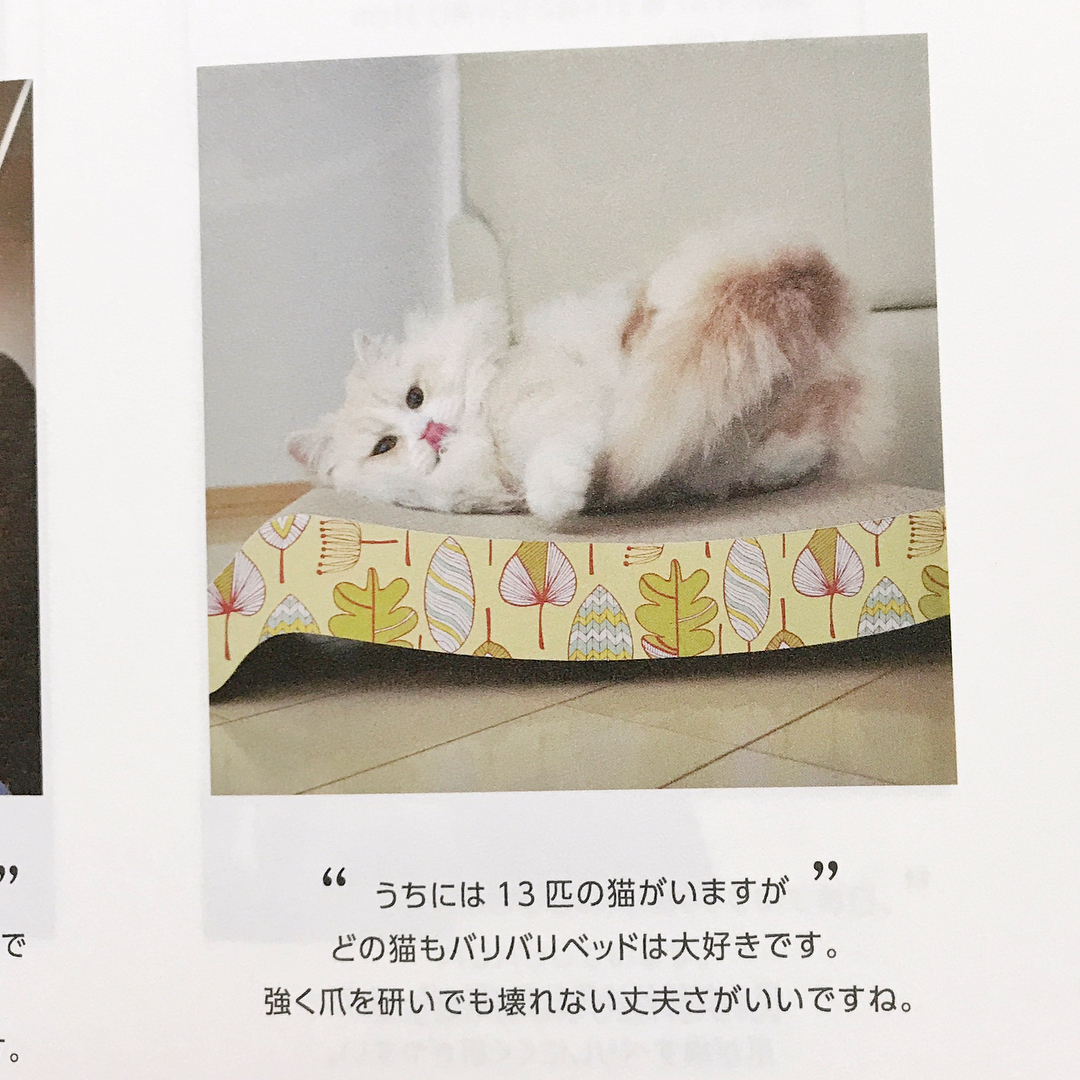 “ うちには 13 匹の猫がいますが ”
どの猫もバリバリベッドは大好きです。
強く爪を研いでも壊れない丈夫さがいいですね。
”
で
。